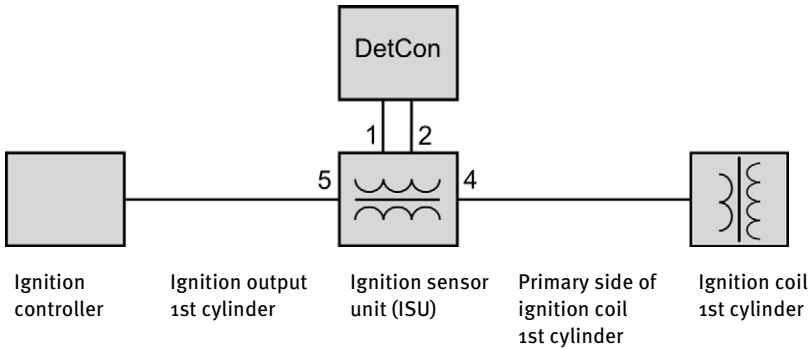 DetCon
1 2
5 4
Ignition
controller
Ignition output
1st cylinder
Ignition sensor
unit (ISU)
Primary side of
ignition coil
1st cylinder
Ignition coil
1st cylinder